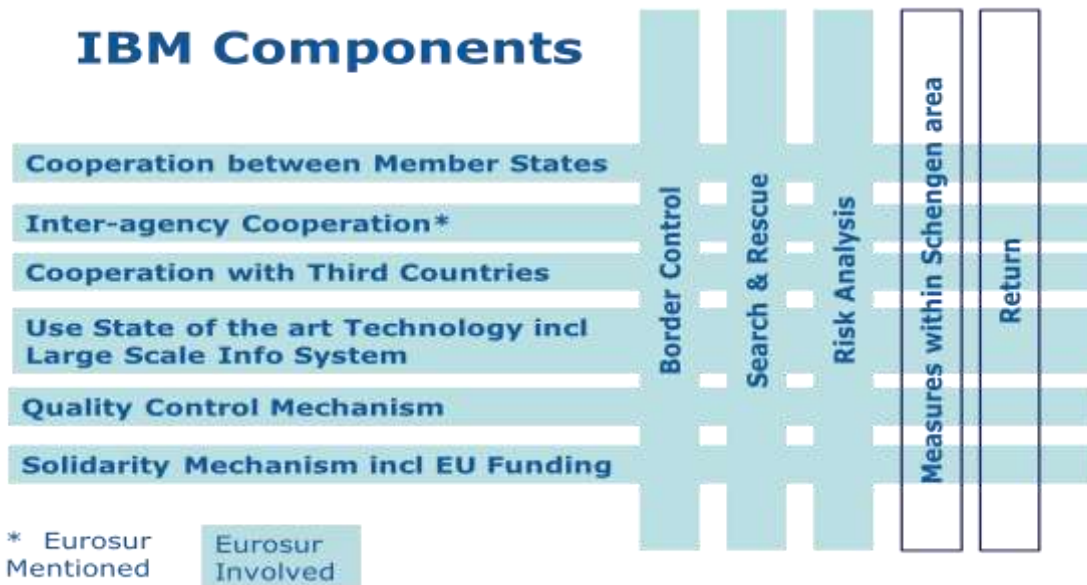 IBM Components
Cooperation between Member States
Inter-agency Cooperation*
Cooperation with Third Countries
Use State of the art Technology incl
Large Scale Info System
Quality Control Mechanism
Solidarity Mechanism incl EU Funding
Border Control
Search & Rescue
Risk Analysis
Measures within Schengen area
Return
* Eurosur
Mentioned
Eurosur
Involved